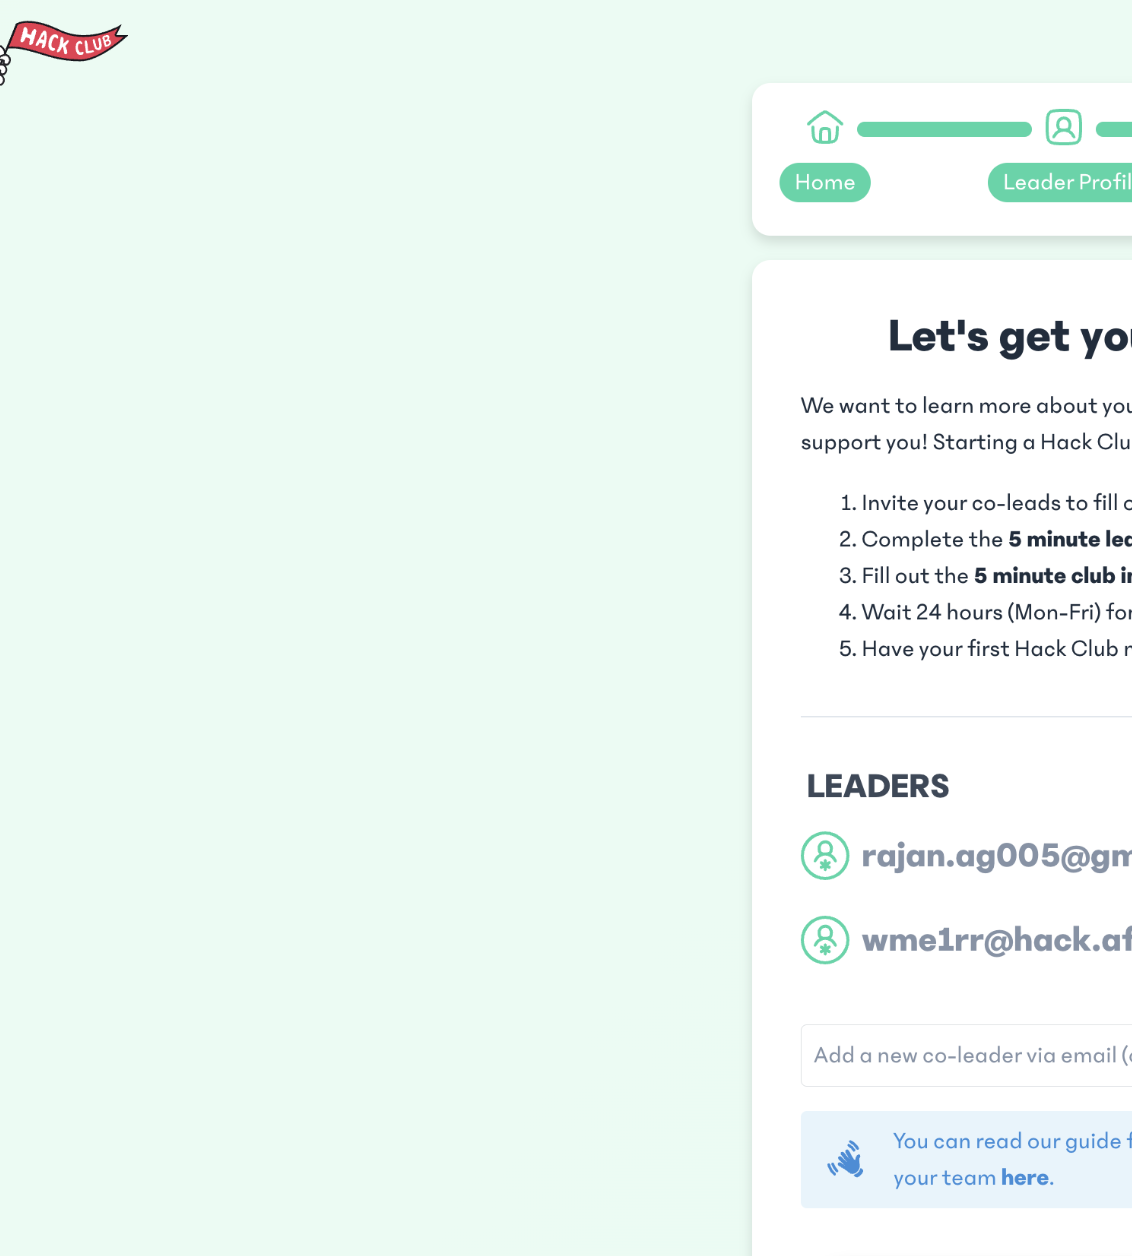 HACK CLUB
Home
Leader Profil
Let's get you
We want to learn more about you
support you! Starting a Hack Clu
1. Invite your co-leads to fill o
2. Complete the 5 minute lea
3. Fill out the 5 minute club in
4. Wait 24 hours (Mon-Fri) for
5. Have your first Hack Club m
LEADERS
rajan.ag005@gm
wme1rr@hack.af
Add a new co-leader via email (o
You can read our guide f
your team here.